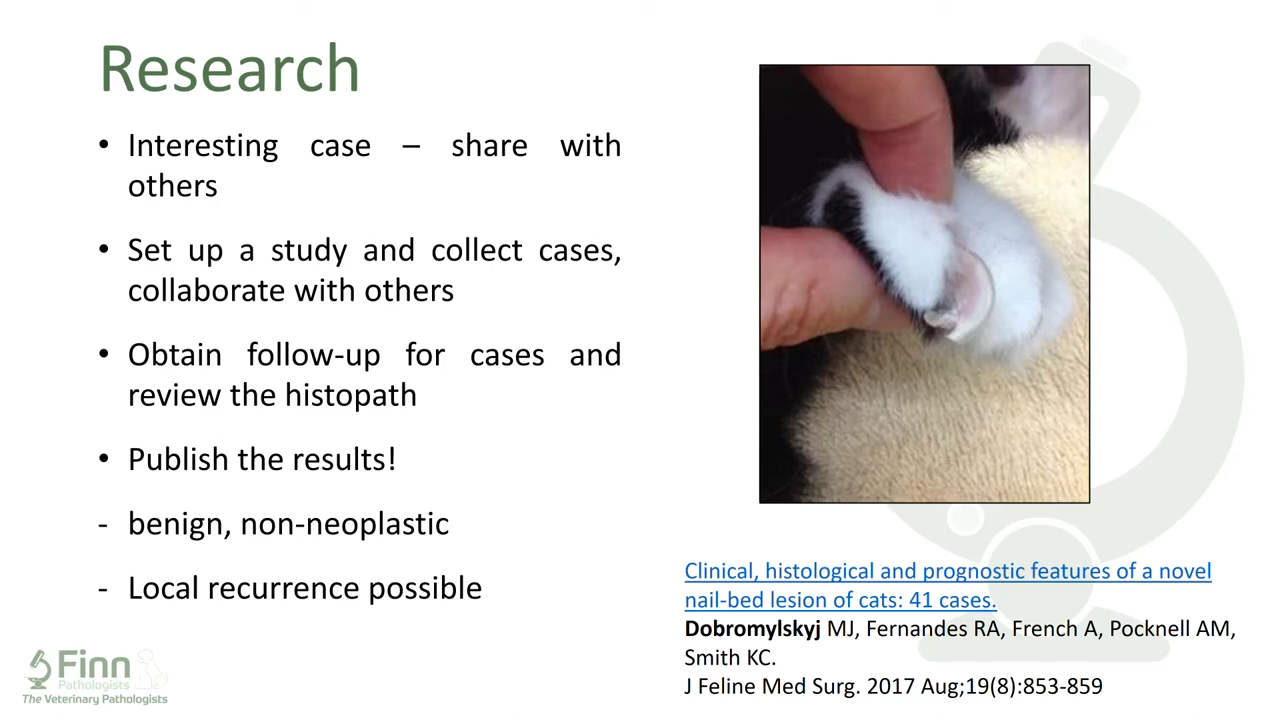 Research
• Interesting case – share with
others
• Set up a study and collect cases,
collaborate with others
• Obtain follow-up for cases and
review the histopath
• Publish the results!
- benign, non-neoplastic
- Local recurrence possible
Clinical, histological and prognostic features of a novel
nail-bed lesion of cats: 41 cases.
Dobromylskyj MJ, Fernandes RA, French A, Pocknell AM,
Smith KC.
J Feline Med Surg. 2017 Aug;19(8):853-859
Finn
Pathologists
The Veterinary Pathologists